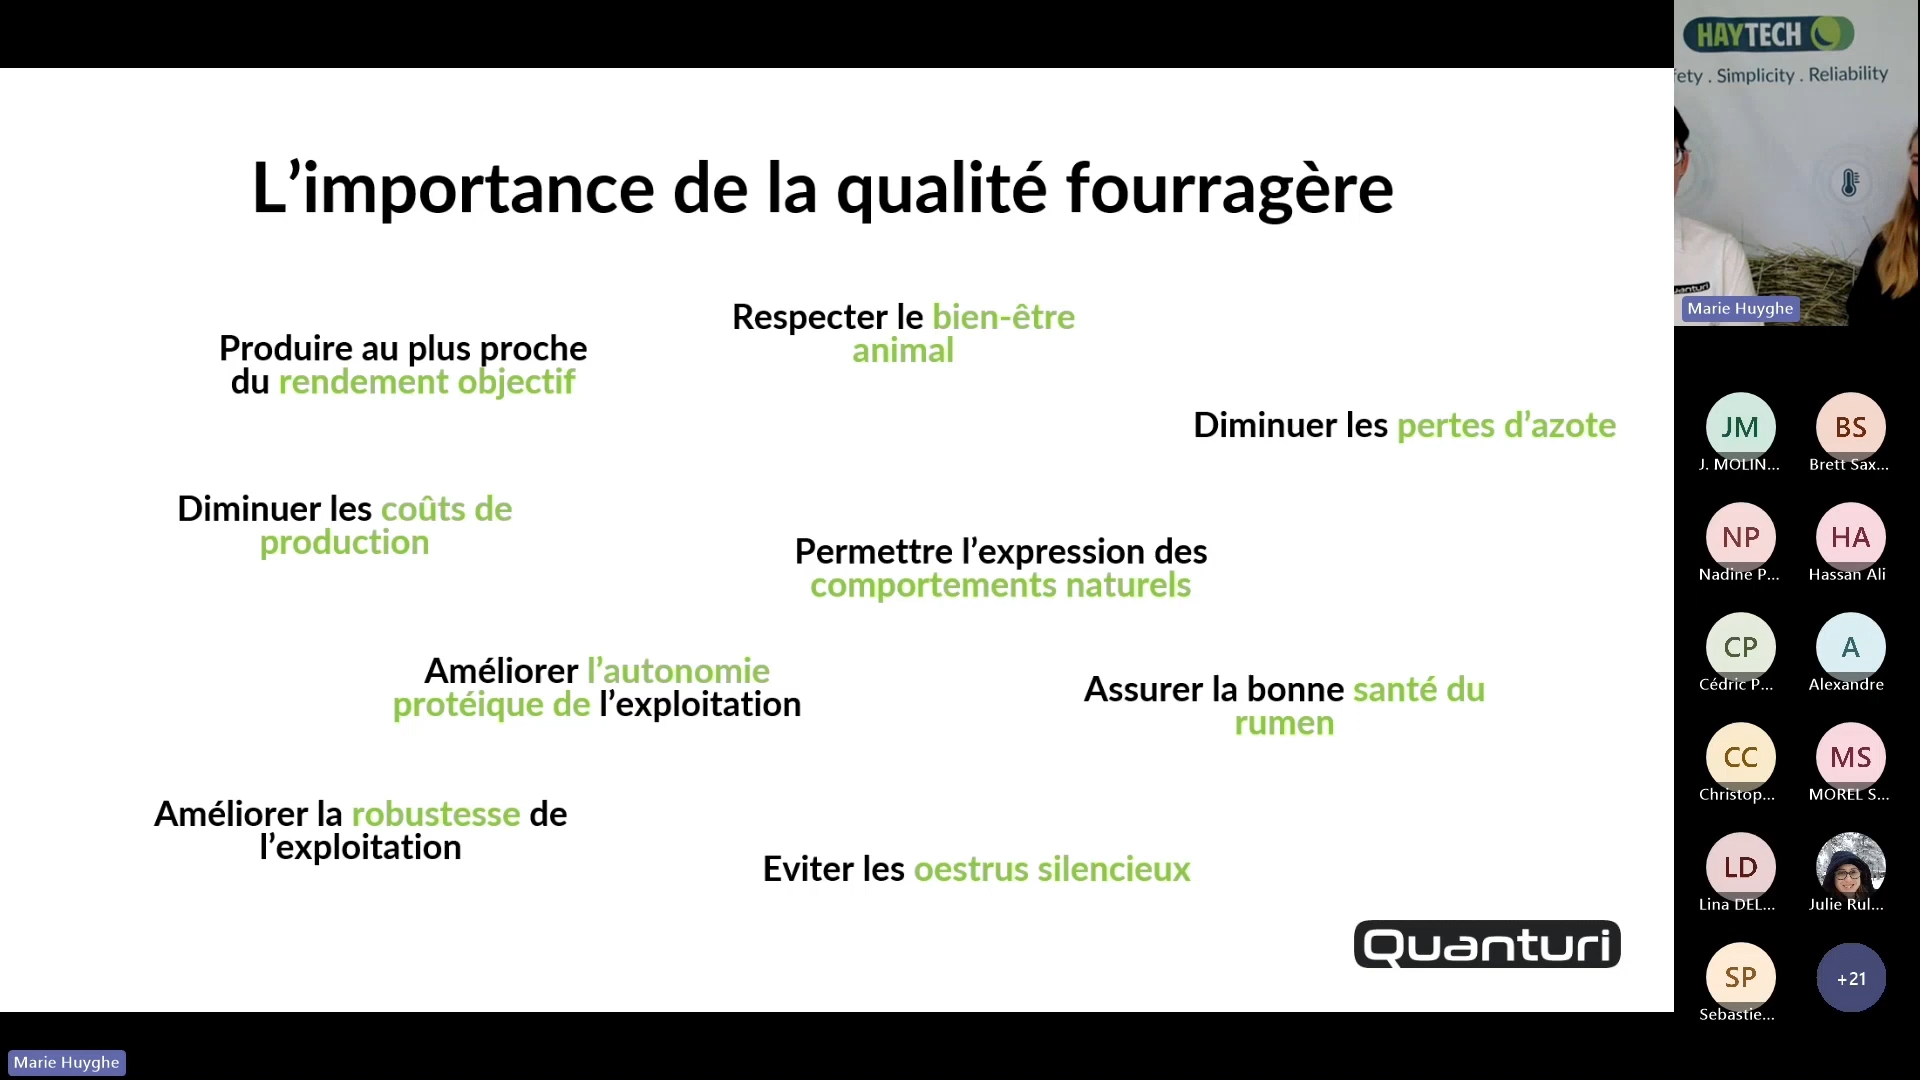 L’importance de la qualité fourragère
Respecter le bien-être
animal
Produire au plus proche
du rendement objectif
Diminuer les pertes d’azote
Diminuer les coûts de
production
Permettre l’expression des
comportements naturels
Améliorer l’autonomie
protéique de l’exploitation
Assurer la bonne santé du
rumen
Améliorer la robustesse de
l’exploitation
Eviter les oestrus silencieux
Quanturi
Marie Huyghe
HAYTECH
ety . Simplicity . Reliability
anturi
Marie Huyghe
JM
J. MOLIN...
BS
Brett Sax...
NP
Nadine P...
HA
Hassan Ali
CP
Cédric P...
A
Alexandre
CC
Christop...
MS
MOREL S...
LD
Lina DEL...
Julie Rul...
SP
Sebastie...
+21